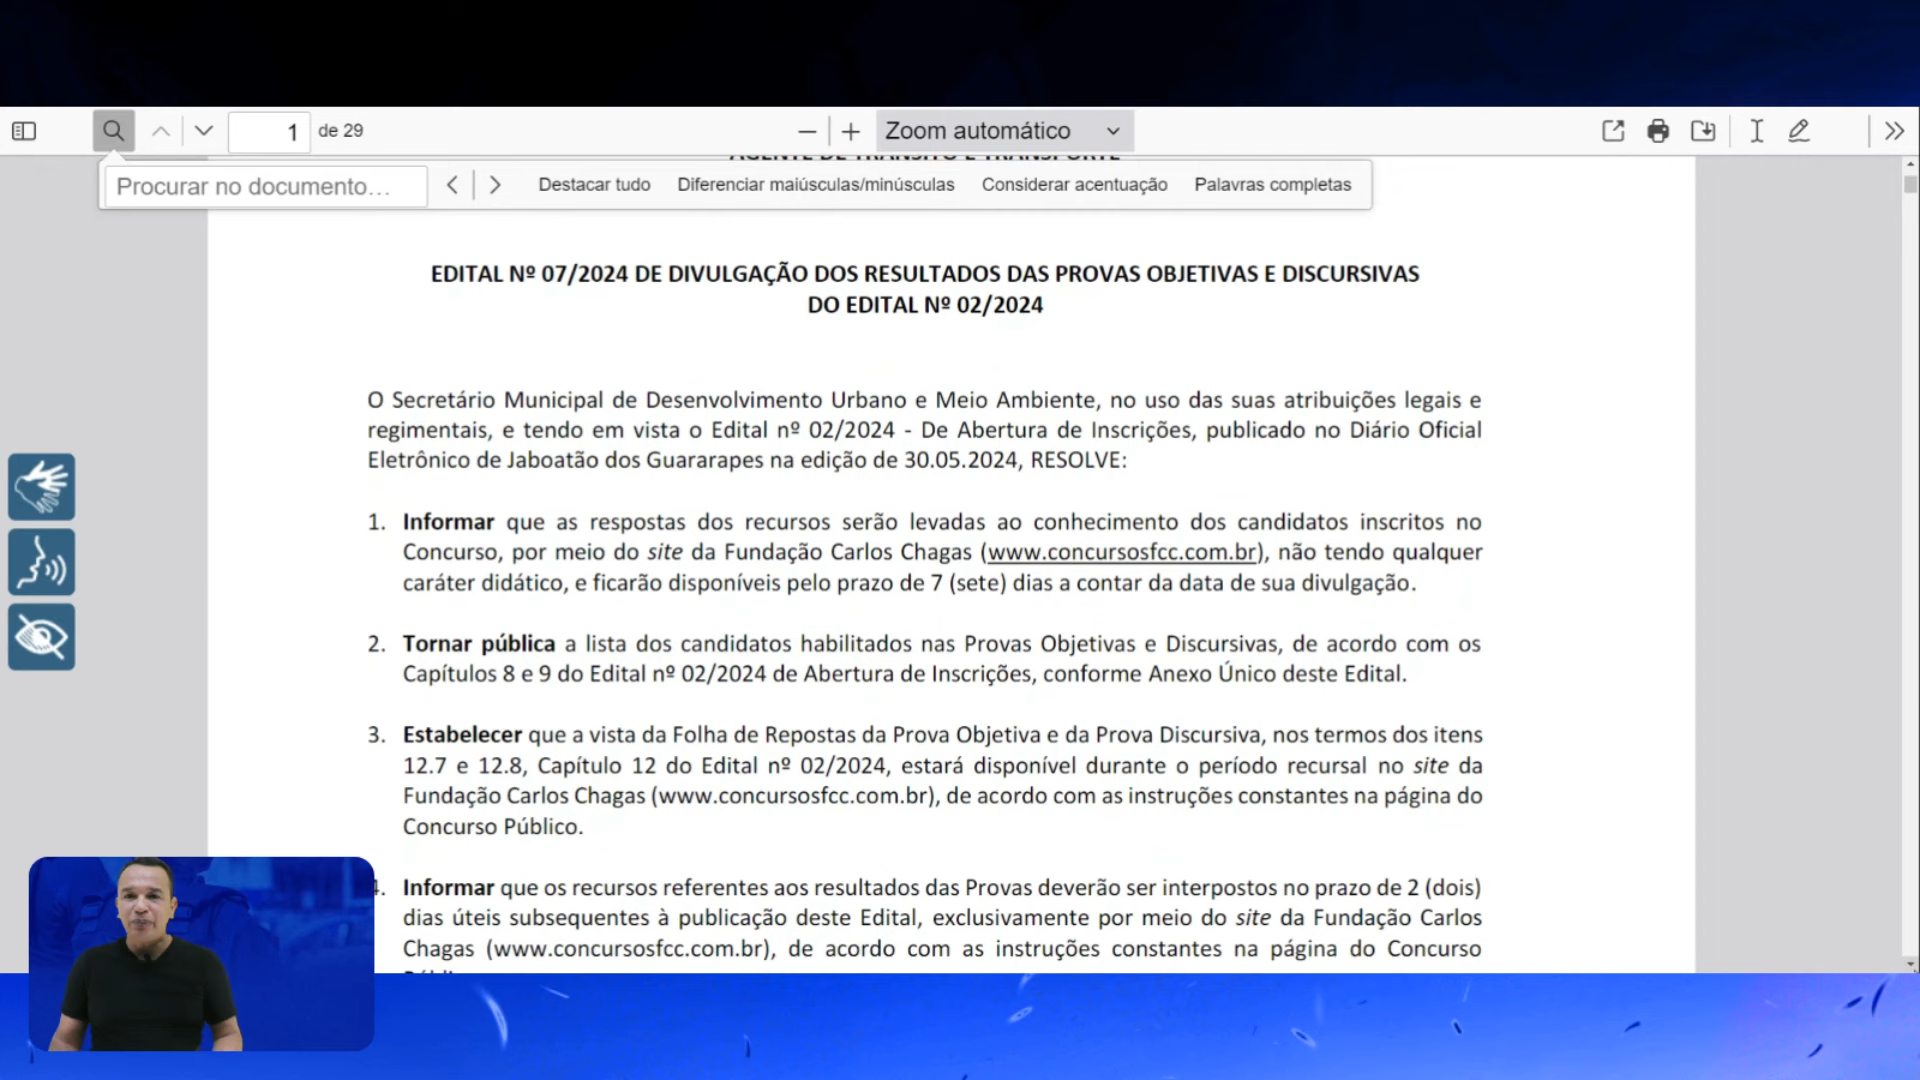 1 de 29
Zoom automático
AGENTE DE TRÂNSITO E TRANSPORTE
Procurar no documento...
Destacar tudo
Diferenciar maiúsculas/minúsculas
Considerar acentuação
Palavras completas
EDITAL Nº 07/2024 DE DIVULGAÇÃO DOS RESULTADOS DAS PROVAS OBJETIVAS E DISCURSIVAS
DO EDITAL Nº 02/2024
O Secretário Municipal de Desenvolvimento Urbano e Meio Ambiente, no uso das suas atribuições legais e
regimentais, e tendo em vista o Edital nº 02/2024 - De Abertura de Inscrições, publicado no Diário Oficial
Eletrônico de Jaboatão dos Guararapes na edição de 30.05.2024, RESOLVE:
1. Informar que as respostas dos recursos serão levadas ao conhecimento dos candidatos inscritos no
Concurso, por meio do site da Fundação Carlos Chagas (www.concursosfcc.com.br), não tendo qualquer
caráter didático, e ficarão disponíveis pelo prazo de 7 (sete) dias a contar da data de sua divulgação.
2. Tornar pública a lista dos candidatos habilitados nas Provas Objetivas e Discursivas, de acordo com os
Capítulos 8 e 9 do Edital nº 02/2024 de Abertura de Inscrições, conforme Anexo Único deste Edital.
3. Estabelecer que a vista da Folha de Repostas da Prova Objetiva e da Prova Discursiva, nos termos dos itens
12.7 e 12.8, Capítulo 12 do Edital nº 02/2024, estará disponível durante o período recursal no site da
Fundação Carlos Chagas (www.concursosfcc.com.br), de acordo com as instruções constantes na página do
Concurso Público.
4. Informar que os recursos referentes aos resultados das Provas deverão ser interpostos no prazo de 2 (dois)
dias úteis subsequentes à publicação deste Edital, exclusivamente por meio do site da Fundação Carlos
Chagas (www.concursosfcc.com.br), de acordo com as instruções constantes na página do Concurso